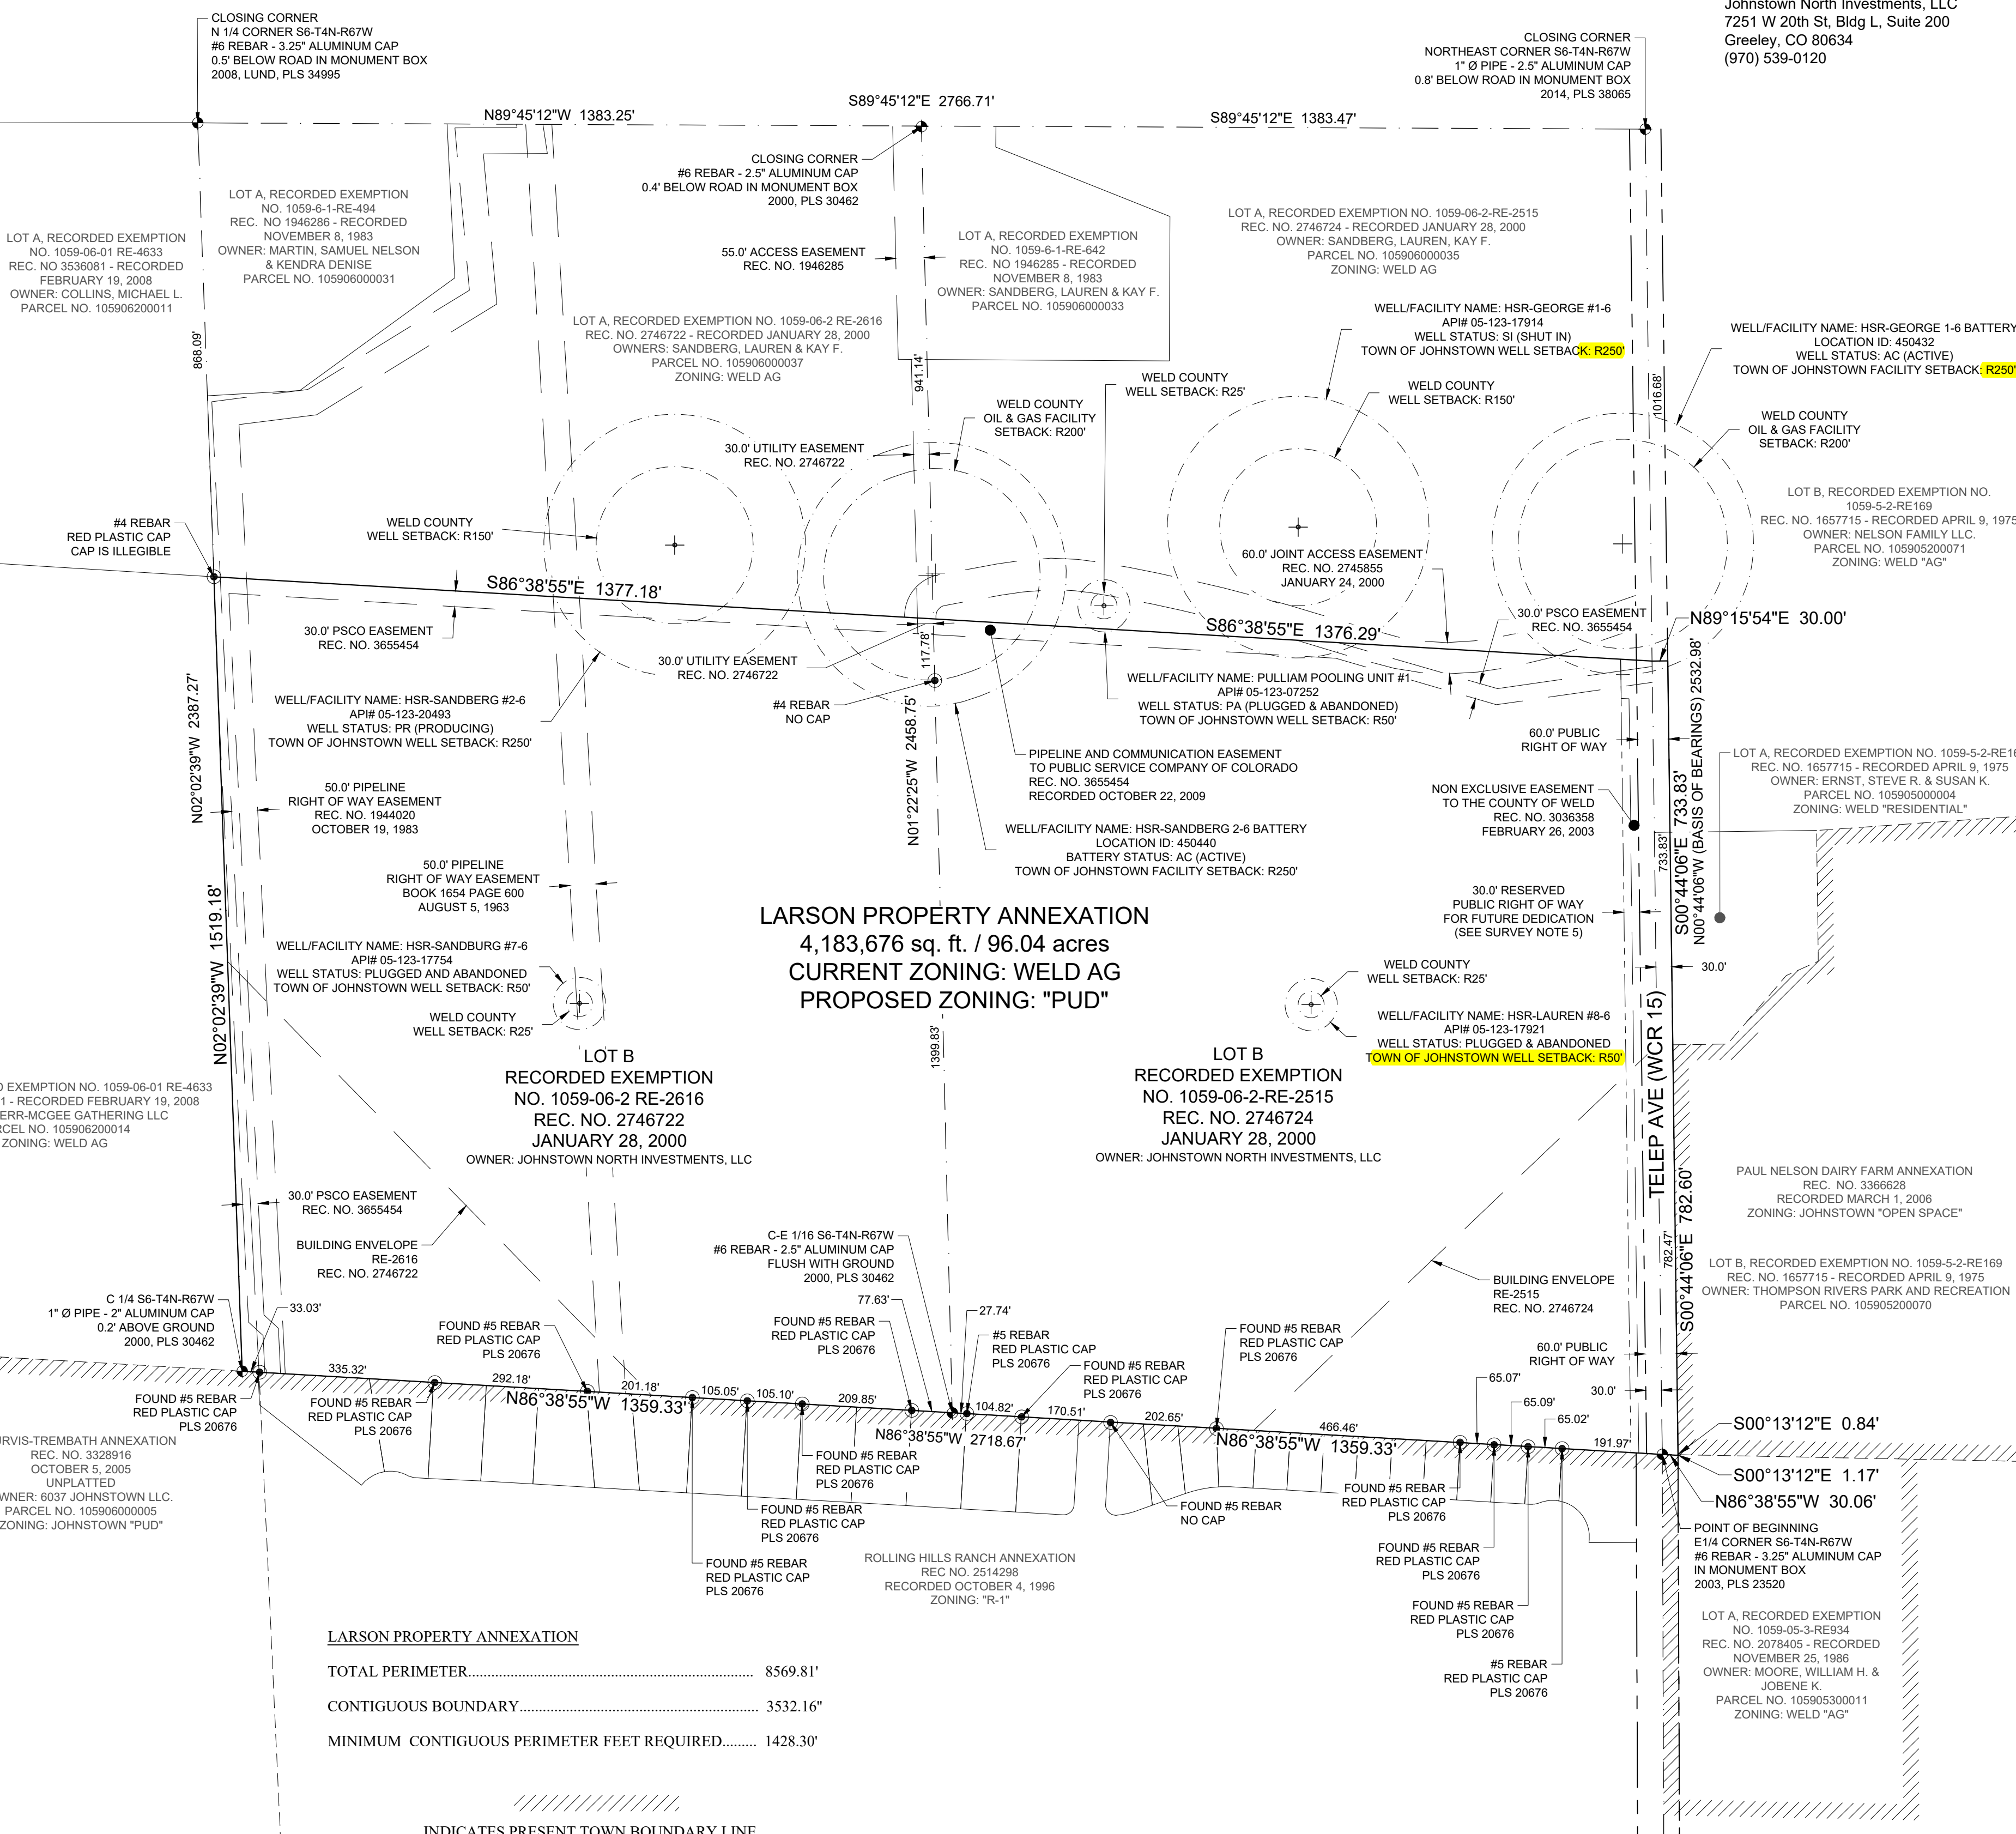 Johnstown North Investments, LLC
7251 W 20th St, Bldg L, Suite 200
Greeley, CO 80634
(970) 539-0120
CLOSING CORNER
N 1/4 CORNER S6-T4N-R67W
#6 REBAR - 3.25" ALUMINUM CAP
0.5' BELOW ROAD IN MONUMENT BOX
2008, LUND, PLS 34995
CLOSING CORNER
NORTHEAST CORNER S6-T4N-R67W
1" Ø PIPE - 2.5" ALUMINUM CAP
0.8' BELOW ROAD IN MONUMENT BOX
2014, PLS 38065
S89°45'12"E 2766.71'
N89°45'12"W 1383.25'
S89°45'12"E 1383.47'
CLOSING CORNER
#6 REBAR - 2.5" ALUMINUM CAP
0.4' BELOW ROAD IN MONUMENT BOX
2000, PLS 30462
LOT A, RECORDED EXEMPTION
NO. 1059-06-01 RE-4633
REC. NO 3536081 - RECORDED
FEBRUARY 19, 2008
OWNER: COLLINS, MICHAEL L.
PARCEL NO. 105906200011
LOT A, RECORDED EXEMPTION
NO. 1059-6-1-RE-494
REC. NO 1946286 - RECORDED
NOVEMBER 8, 1983
OWNER: MARTIN, SAMUEL NELSON
& KENDRA DENISE
PARCEL NO. 105906000031
55.0' ACCESS EASEMENT
REC. NO. 1946285
LOT A, RECORDED EXEMPTION
NO. 1059-6-1-RE-642
REC. NO 1946285 - RECORDED
NOVEMBER 8, 1983
OWNER: SANDBERG, LAUREN & KAY F.
PARCEL NO. 105906000033
LOT A, RECORDED EXEMPTION NO. 1059-06-2-RE-2515
REC. NO. 2746724 - RECORDED JANUARY 28, 2000
OWNER: SANDBERG, LAUREN, KAY F.
PARCEL NO. 105906000035
ZONING: WELD AG
LOT A, RECORDED EXEMPTION NO. 1059-06-2 RE-2616
REC. NO. 2746722 - RECORDED JANUARY 28, 2000
OWNERS: SANDBERG, LAUREN & KAY F.
PARCEL NO. 105906000037
ZONING: WELD AG
WELL/FACILITY NAME: HSR-GEORGE #1-6
API# 05-123-17914
WELL STATUS: SI (SHUT IN)
TOWN OF JOHNSTOWN WELL SETBACK: R250'
WELL/FACILITY NAME: HSR-GEORGE 1-6 BATTERY
LOCATION ID: 450432
WELL STATUS: AC (ACTIVE)
TOWN OF JOHNSTOWN FACILITY SETBACK: R250'
868.09'
941.14'
1016.68'
WELD COUNTY
WELL SETBACK: R25'
WELD COUNTY
WELL SETBACK: R150'
WELD COUNTY
OIL & GAS FACILITY
SETBACK: R200'
WELD COUNTY
OIL & GAS FACILITY
SETBACK: R200'
30.0' UTILITY EASEMENT
REC. NO. 2746722
LOT B, RECORDED EXEMPTION NO.
1059-5-2-RE169
REC. NO. 1657715 - RECORDED APRIL 9, 1975
OWNER: NELSON FAMILY LLC.
PARCEL NO. 105905200071
ZONING: WELD "AG"
#4 REBAR
RED PLASTIC CAP
CAP IS ILLEGIBLE
WELD COUNTY
WELL SETBACK: R150'
60.0' JOINT ACCESS EASEMENT
REC. NO. 2745855
JANUARY 24, 2000
S86°38'55"E 1377.18'
30.0' PSCO EASEMENT
REC. NO. 3655454
S86°38'55"E 1376.29'
30.0' PSCO EASEMENT
REC. NO. 3655454
N89°15'54"E 30.00'
30.0' UTILITY EASEMENT
REC. NO. 2746722
117.78'
WELL/FACILITY NAME: HSR-SANDBERG #2-6
API# 05-123-20493
WELL STATUS: PR (PRODUCING)
TOWN OF JOHNSTOWN WELL SETBACK: R250'
#4 REBAR
NO CAP
WELL/FACILITY NAME: PULLIAM POOLING UNIT #1
API# 05-123-07252
WELL STATUS: PA (PLUGGED & ABANDONED)
TOWN OF JOHNSTOWN WELL SETBACK: R50'
60.0' PUBLIC
RIGHT OF WAY
PIPELINE AND COMMUNICATION EASEMENT
TO PUBLIC SERVICE COMPANY OF COLORADO
REC. NO. 3655454
RECORDED OCTOBER 22, 2009
LOT A, RECORDED EXEMPTION NO. 1059-5-2-RE16
REC. NO. 1657715 - RECORDED APRIL 9, 1975
OWNER: ERNST, STEVE R. & SUSAN K.
PARCEL NO. 105905000004
ZONING: WELD "RESIDENTIAL"
N02°02'39"W 2387.27'
N01°22'25"W 2458.75'
S00°44'06"E 733.83'
N00°44'06"W (BASIS OF BEARINGS) 2532.98'
733.83'
50.0' PIPELINE
RIGHT OF WAY EASEMENT
REC. NO. 1944020
OCTOBER 19, 1983
NON EXCLUSIVE EASEMENT
TO THE COUNTY OF WELD
REC. NO. 3036358
FEBRUARY 26, 2003
WELL/FACILITY NAME: HSR-SANDBERG 2-6 BATTERY
LOCATION ID: 450440
BATTERY STATUS: AC (ACTIVE)
TOWN OF JOHNSTOWN FACILITY SETBACK: R250'
50.0' PIPELINE
RIGHT OF WAY EASEMENT
BOOK 1654 PAGE 600
AUGUST 5, 1963
30.0' RESERVED
PUBLIC RIGHT OF WAY
FOR FUTURE DEDICATION
(SEE SURVEY NOTE 5)
30.0'
LARSON PROPERTY ANNEXATION
4,183,676 sq. ft. / 96.04 acres
CURRENT ZONING: WELD AG
PROPOSED ZONING: "PUD"
N02°02'39"W 1519.18'
WELL/FACILITY NAME: HSR-SANDBURG #7-6
API# 05-123-17754
WELL STATUS: PLUGGED AND ABANDONED
TOWN OF JOHNSTOWN WELL SETBACK: R50'
WELD COUNTY
WELL SETBACK: R25'
WELD COUNTY
WELL SETBACK: R25'
WELL/FACILITY NAME: HSR-LAUREN #8-6
API# 05-123-17921
WELL STATUS: PLUGGED & ABANDONED
TOWN OF JOHNSTOWN WELL SETBACK: R50'
1399.83'
TELEP AVE (WCR 15)
LOT B
RECORDED EXEMPTION
NO. 1059-06-2 RE-2616
REC. NO. 2746722
JANUARY 28, 2000
OWNER: JOHNSTOWN NORTH INVESTMENTS, LLC
LOT B
RECORDED EXEMPTION
NO. 1059-06-2-RE-2515
REC. NO. 2746724
JANUARY 28, 2000
OWNER: JOHNSTOWN NORTH INVESTMENTS, LLC
EXEMPTION NO. 1059-06-01 RE-4633
1 - RECORDED FEBRUARY 19, 2008
ERR-MCGEE GATHERING LLC
CEL NO. 105906200014
ZONING: WELD AG
S00°44'06"E 782.60'
782.47'
PAUL NELSON DAIRY FARM ANNEXATION
REC. NO. 3366628
RECORDED MARCH 1, 2006
ZONING: JOHNSTOWN "OPEN SPACE"
30.0' PSCO EASEMENT
REC. NO. 3655454
BUILDING ENVELOPE
RE-2616
REC. NO. 2746722
C-E 1/16 S6-T4N-R67W
#6 REBAR - 2.5" ALUMINUM CAP
FLUSH WITH GROUND
2000, PLS 30462
BUILDING ENVELOPE
RE-2515
REC. NO. 2746724
LOT B, RECORDED EXEMPTION NO. 1059-5-2-RE169
REC. NO. 1657715 - RECORDED APRIL 9, 1975
OWNER: THOMPSON RIVERS PARK AND RECREATION
PARCEL NO. 105905200070
C 1/4 S6-T4N-R67W
1" Ø PIPE - 2" ALUMINUM CAP
0.2' ABOVE GROUND
2000, PLS 30462
33.03'
77.63'
27.74'
FOUND #5 REBAR
RED PLASTIC CAP
PLS 20676
FOUND #5 REBAR
RED PLASTIC CAP
PLS 20676
#5 REBAR
RED PLASTIC CAP
PLS 20676
FOUND #5 REBAR
RED PLASTIC CAP
PLS 20676
FOUND #5 REBAR
RED PLASTIC CAP
PLS 20676
60.0' PUBLIC
RIGHT OF WAY
30.0'
65.07'
65.09'
65.02'
335.32'
292.18'
201.18'
105.05'
105.10'
209.85'
104.82'
170.51'
202.65'
466.46'
191.97'
N86°38'55"W 1359.33'
N86°38'55"W 2718.67'
N86°38'55"W 1359.33'
FOUND #5 REBAR
RED PLASTIC CAP
PLS 20676
FOUND #5 REBAR
RED PLASTIC CAP
PLS 20676
S00°13'12"E 0.84'
S00°13'12"E 1.17'
N86°38'55"W 30.06'
RVIS-TREMBATH ANNEXATION
REC. NO. 3328916
OCTOBER 5, 2005
UNPLATTED
WNER: 6037 JOHNSTOWN LLC.
PARCEL NO. 105906000005
ZONING: JOHNSTOWN "PUD"
FOUND #5 REBAR
RED PLASTIC CAP
PLS 20676
FOUND #5 REBAR
RED PLASTIC CAP
PLS 20676
FOUND #5 REBAR
RED PLASTIC CAP
PLS 20676
FOUND #5 REBAR
NO CAP
FOUND #5 REBAR
RED PLASTIC CAP
PLS 20676
FOUND #5 REBAR
RED PLASTIC CAP
PLS 20676
FOUND #5 REBAR
RED PLASTIC CAP
PLS 20676
#5 REBAR
RED PLASTIC CAP
PLS 20676
POINT OF BEGINNING
E1/4 CORNER S6-T4N-R67W
#6 REBAR - 3.25" ALUMINUM CAP
IN MONUMENT BOX
2003, PLS 23520
ROLLING HILLS RANCH ANNEXATION
REC NO. 2514298
RECORDED OCTOBER 4, 1996
ZONING: "R-1"
LOT A, RECORDED EXEMPTION
NO. 1059-05-3-RE934
REC. NO. 2078405 - RECORDED
NOVEMBER 25, 1986
OWNER: MOORE, WILLIAM H. &
JOBENE K.
PARCEL NO. 105905300011
ZONING: WELD "AG"
LARSON PROPERTY ANNEXATION
TOTAL PERIMETER.......................................................................... 8569.81'
CONTIGUOUS BOUNDARY.............................................................. 3532.16"
MINIMUM CONTIGUOUS PERIMETER FEET REQUIRED......... 1428.30'
INDICATES PRESENT TOWN BOUNDARY LINE